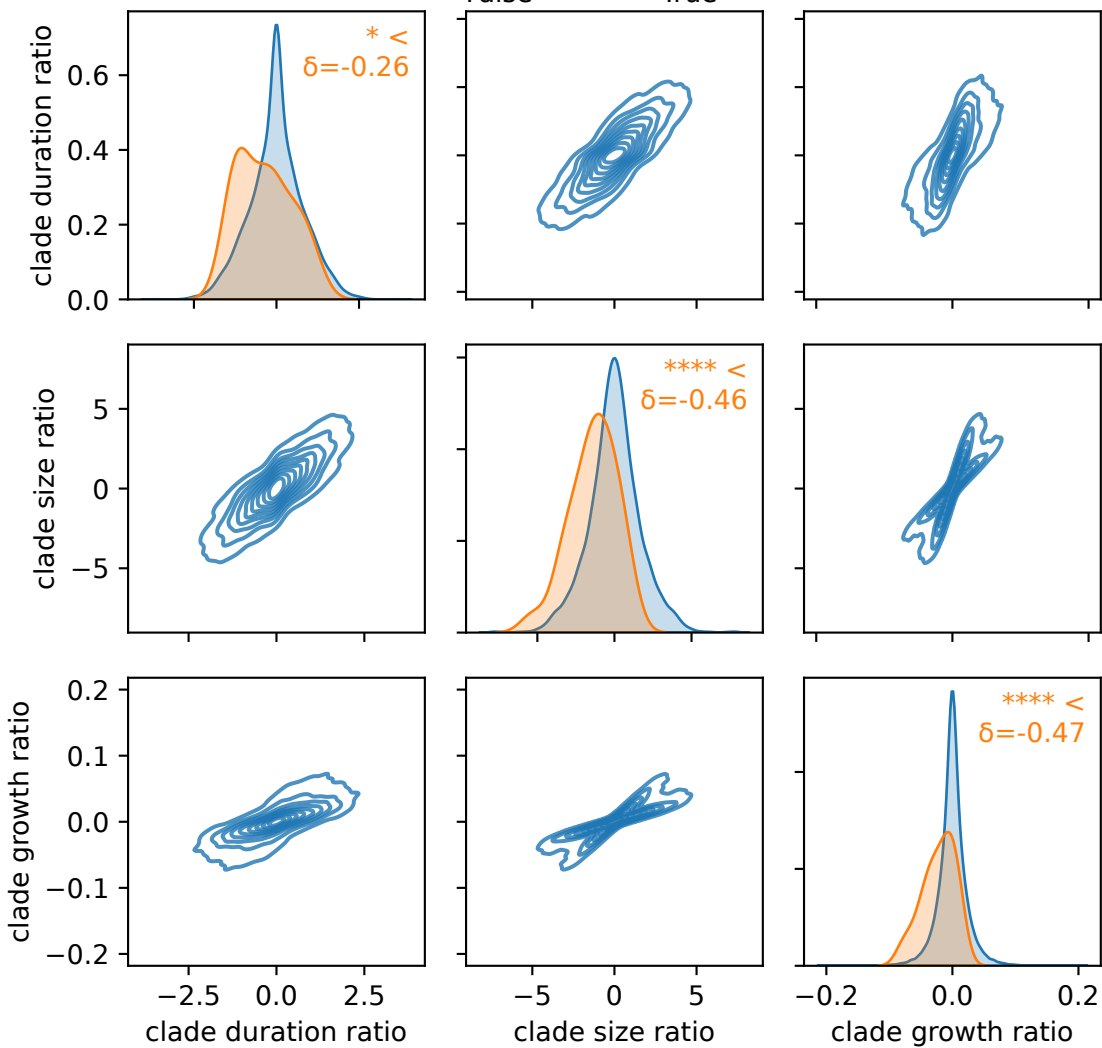 clade duration ratio
0.6
0.4
0.2
0.0
* <
δ=-0.26
clade size ratio
5
0
−5
**** <
δ=-0.46
clade growth ratio
0.2
0.1
0.0
−0.1
−0.2
**** <
δ=-0.47
−2.5 0.0 2.5
−5 0 5
−0.2 0.0 0.2
clade duration ratio
clade size ratio
clade growth ratio